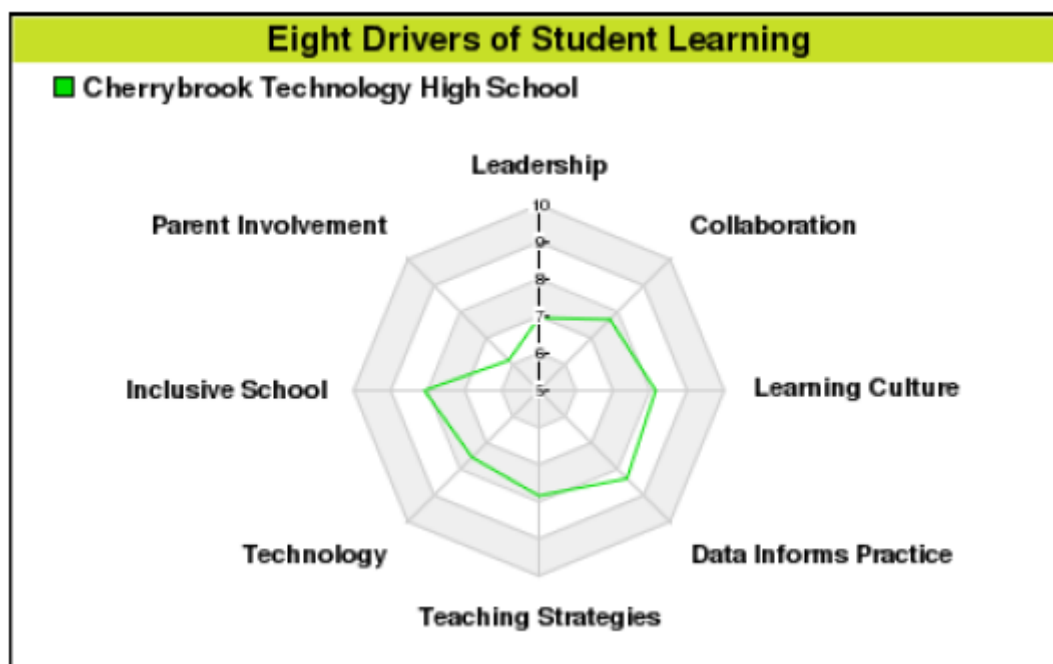 Eight Drivers of Student Learning
Cherrybrook Technology High School
Leadership
Parent Involvement
Collaboration
10
9
8
7
6
5
Inclusive School
Learning Culture
Technology
Data Informs Practice
Teaching Strategies